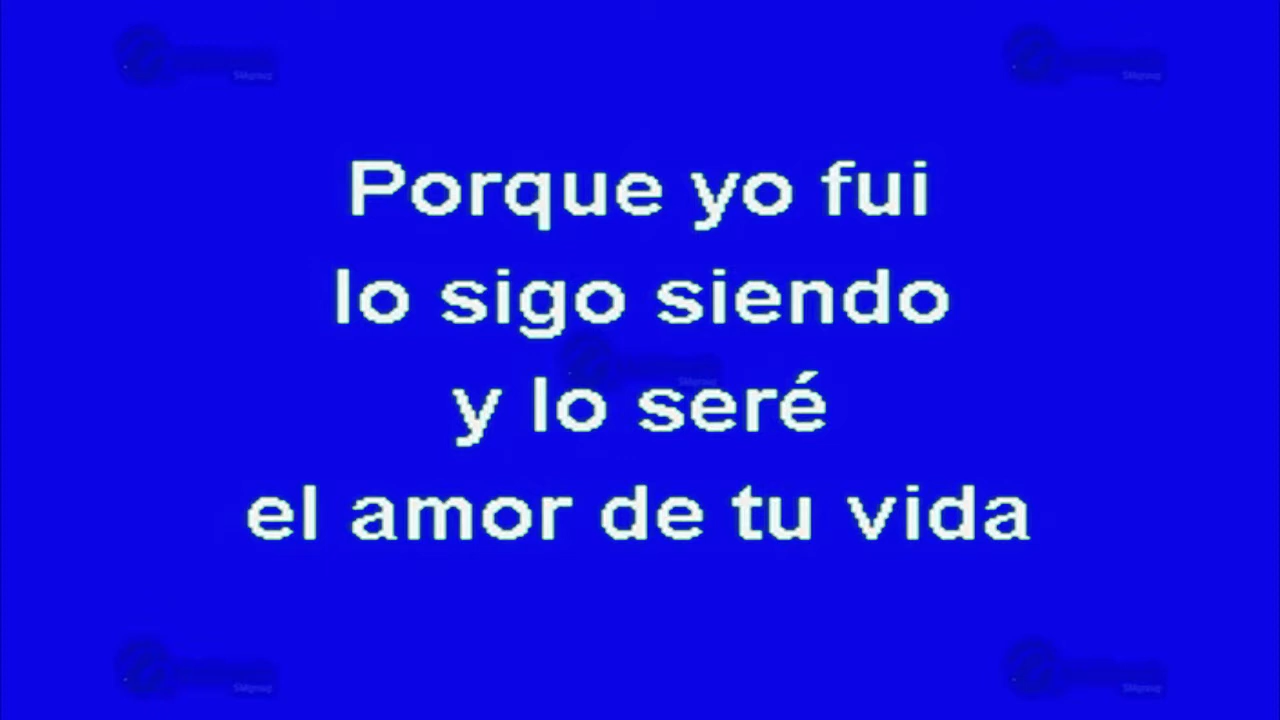 Porque yo fui
lo sigo siendo
y lo seré
el amor de tu vida